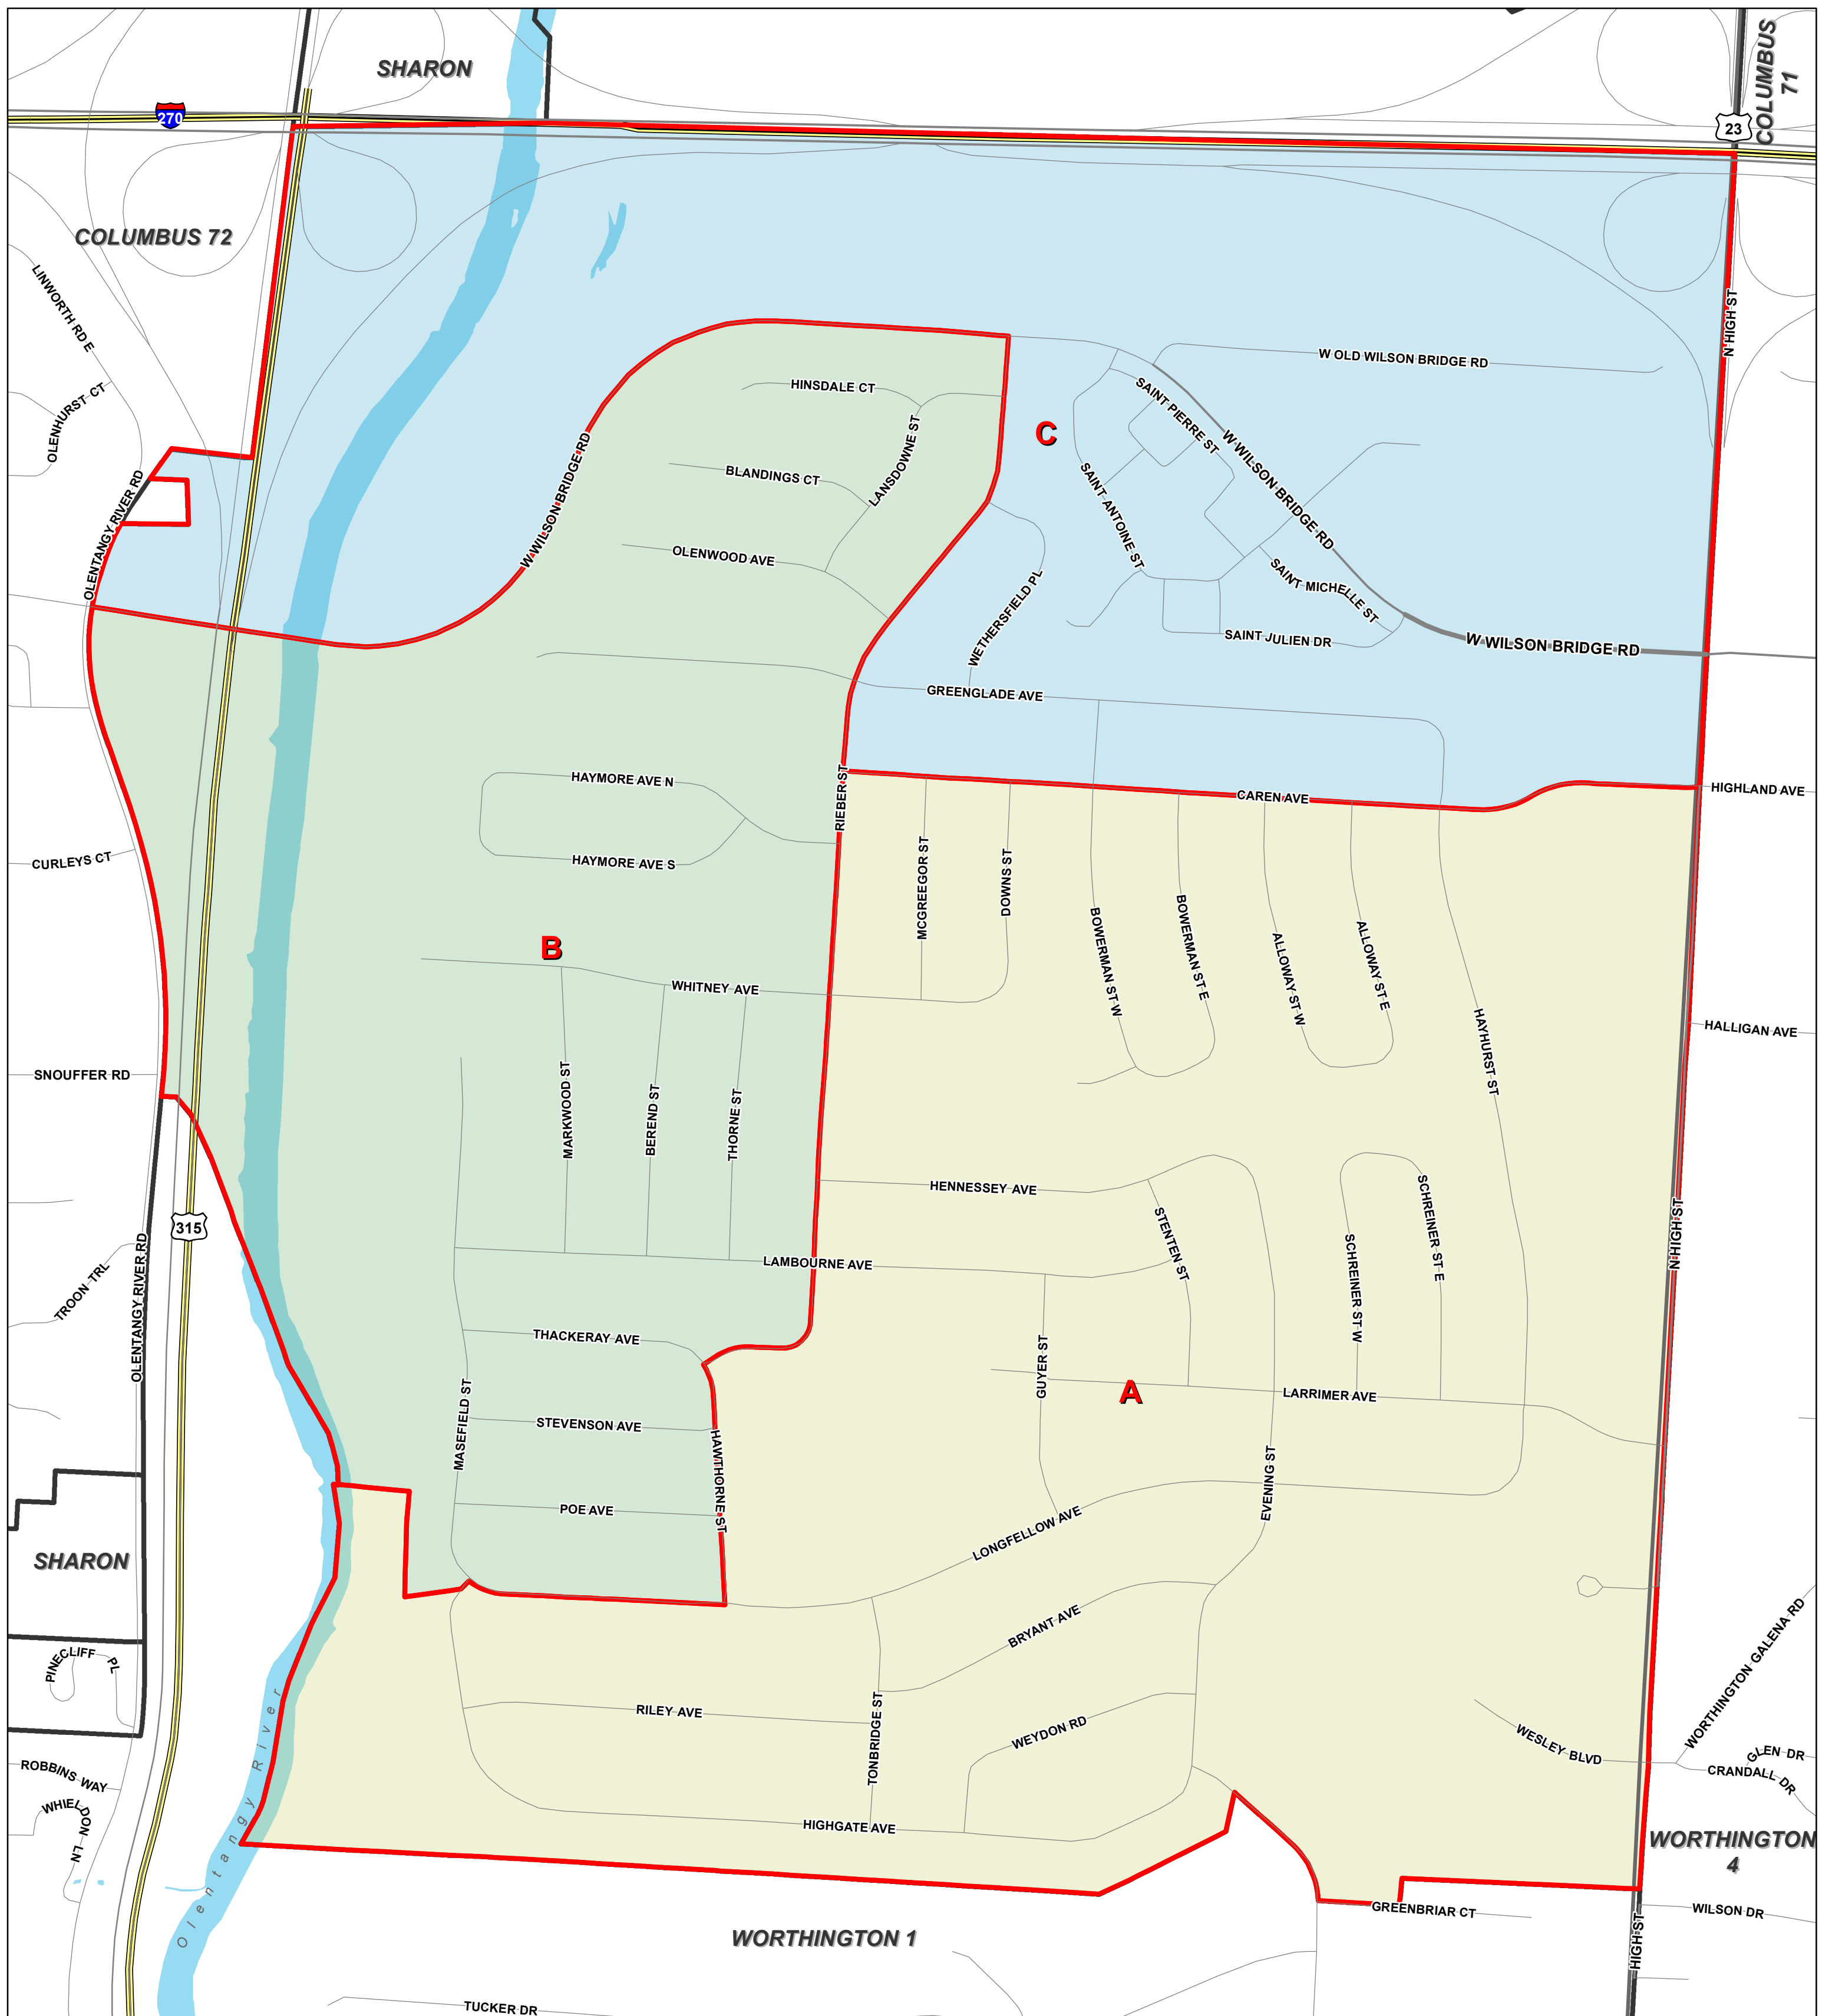 SHARON
COLUMBUS
71
270
23
COLUMBUS 72
LINWORTH RD E
N HIGH ST
W OLD WILSON BRIDGE RD
HINSDALE CT
SAINT PIERRE ST
OLENHURST CT
LANSDOWNE ST
C
W WILSON BRIDGE RD
BLANDINGS CT
W WILSON BRIDGE RD
SAINT ANTOINE ST
OLENTANGY RIVER RD
OLENWOOD AVE
WETHERSFIELD PL
SAINT MICHELLE ST
SAINT JULIEN DR
W WILSON BRIDGE RD
GREENGLADE AVE
HAYMORE AVE N
RIEBER ST
CAREN AVE
HIGHLAND AVE
CURLEYS CT
HAYMORE AVE S
MCGREEGOR ST
DOWNS ST
BOWERMAN ST W
BOWERMAN ST E
ALLOWAY ST W
ALLOWAY ST E
B
WHITNEY AVE
HALLIGAN AVE
HAYHURST ST
SNOUFFER RD
MARKWOOD ST
BEREND ST
THORNE ST
HENNESSEY AVE
STENTEN ST
SCHREINER ST E
SCHREINER ST W
N HIGH ST
315
LAMBOURNE AVE
TROON TRL
OLENTANGY RIVER RD
THACKERAY AVE
GUYER ST
A
LARRIMER AVE
MASEFIELD ST
STEVENSON AVE
HAWTHORNE ST
EVENING ST
POE AVE
LONGFELLOW AVE
SHARON
BRYANT AVE
WORTHINGTON GALENA RD
PINECLIFF PL
RILEY AVE
TONBRIDGE ST
WEYDON RD
WESLEY BLVD
GLEN DR
CRANDALL DR
ROBBINS WAY
WHIELDON LN
HIGHGATE AVE
WORTHINGTON
4
Olentangy River
GREENBRIAR CT
WILSON DR
HIGH ST
WORTHINGTON 1
TUCKER DR